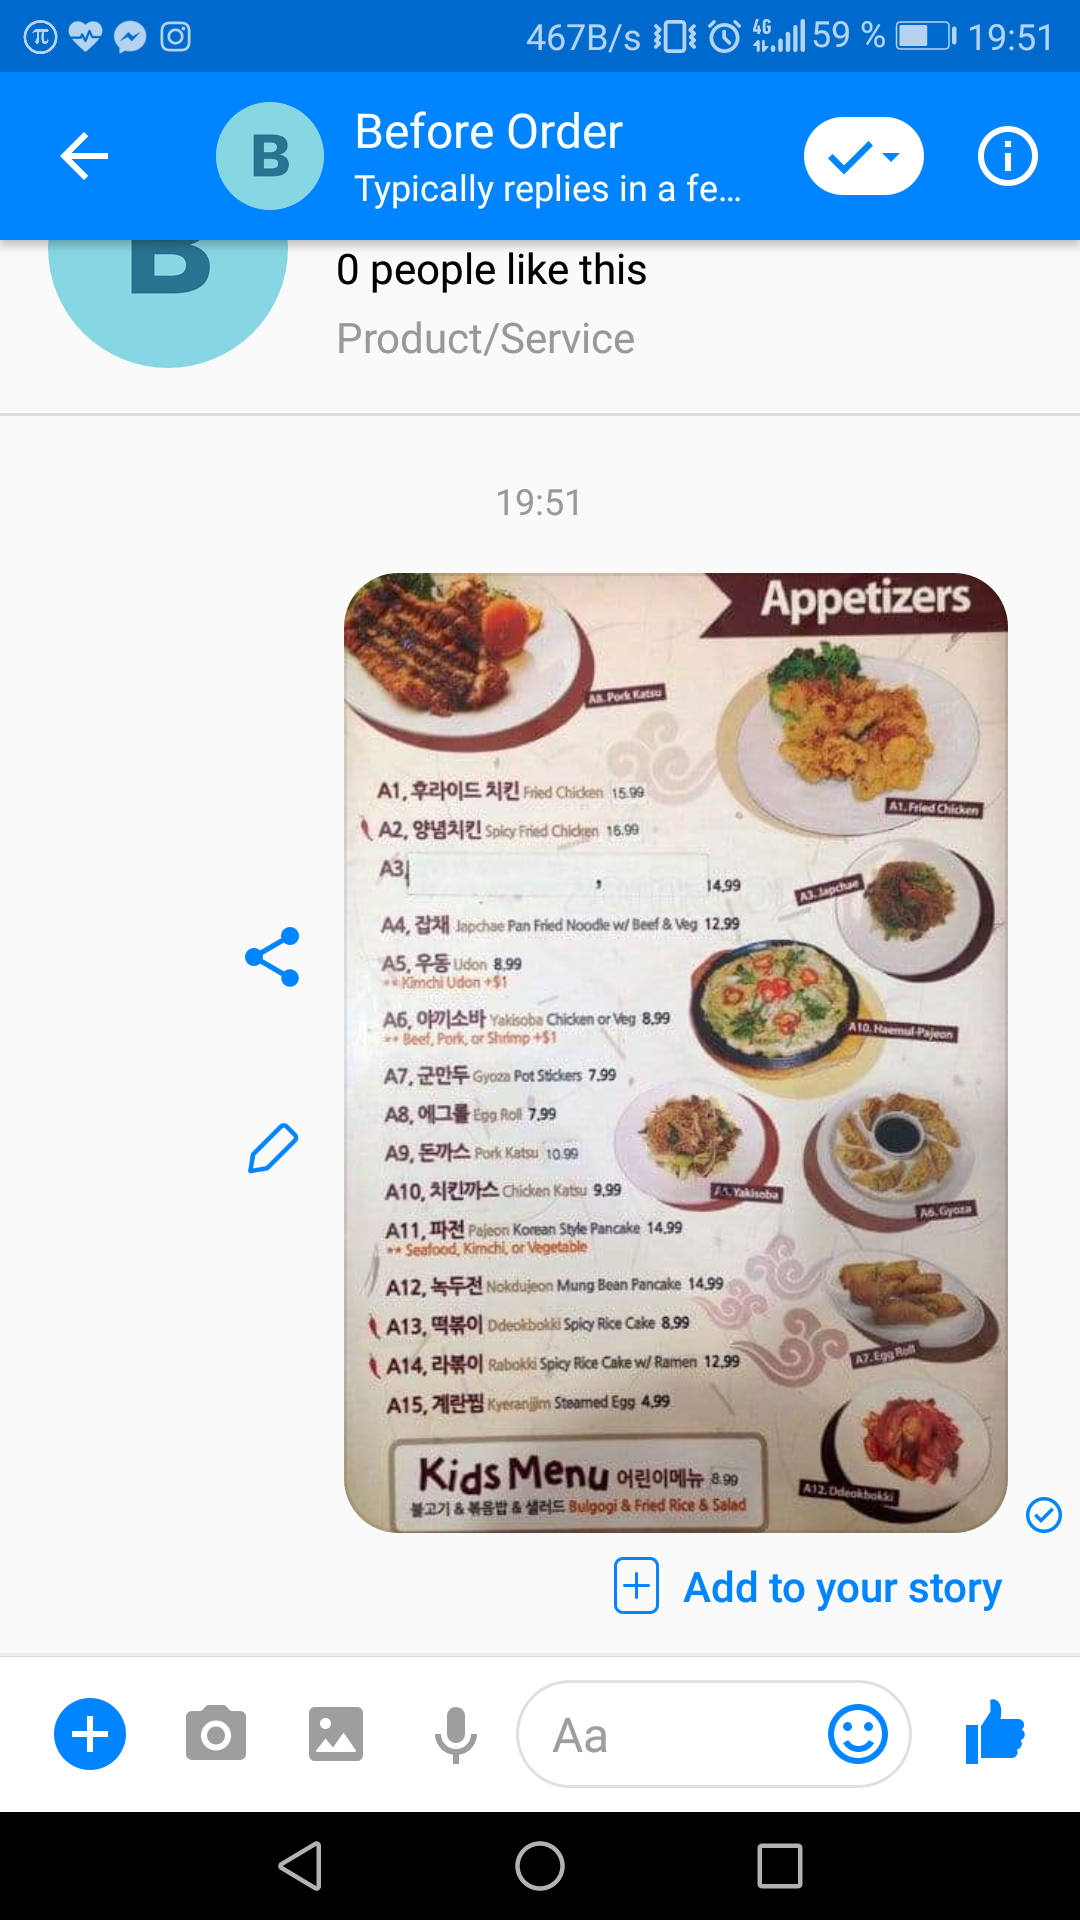 467B/s 4G 59 % 19:51
B
Before Order
Typically replies in a fe...
B
0 people like this
Product/Service
19:51
Appetizers
A8. Pork Katsu
A1. Fried Chicken
A1, 후라이드 치킨 Fried Chicken 15.99
A2, 양념치킨 Spicy Fried Chicken 16.99
A3, , 14.99
A3. Japchae
A4, 잡채 Japchae Pan Fried Noodle w/ Beef & Veg 12.99
A5, 우동 Udon 8.99
** Kimchi Udon +$1
A6, 야끼소바 Yakisoba Chicken or Veg 8.99
** Beef, Pork, or Shrimp +$1
A10. Haemul-Pajeon
A7, 군만두 Gyoza Pot Stickers 7.99
A8, 에그롤 Egg Roll 7.99
A9, 돈까스 Pork Katsu 10.99
A10, 치킨까스 Chicken Katsu 9.99
A5. Yakisoba
A6. Gyoza
A11, 파전 Pajeon Korean Style Pancake 14.99
** Seafood, Kimchi, or Vegetable
A12, 녹두전 Nokdujeon Mung Bean Pancake 14.99
A13, 떡볶이 Ddeokbokki Spicy Rice Cake 8.99
A7. Egg Roll
A14, 라볶이 Rabokki Spicy Rice Cake w/ Ramen 12.99
A15, 계란찜 Kyeranjjim Steamed Egg 4.99
Kids Menu 어린이메뉴 8.99
불고기 & 볶음밥 & 샐러드 Bulgogi & Fried Rice & Salad
A12. Ddeokbokki
Add to your story
Aa